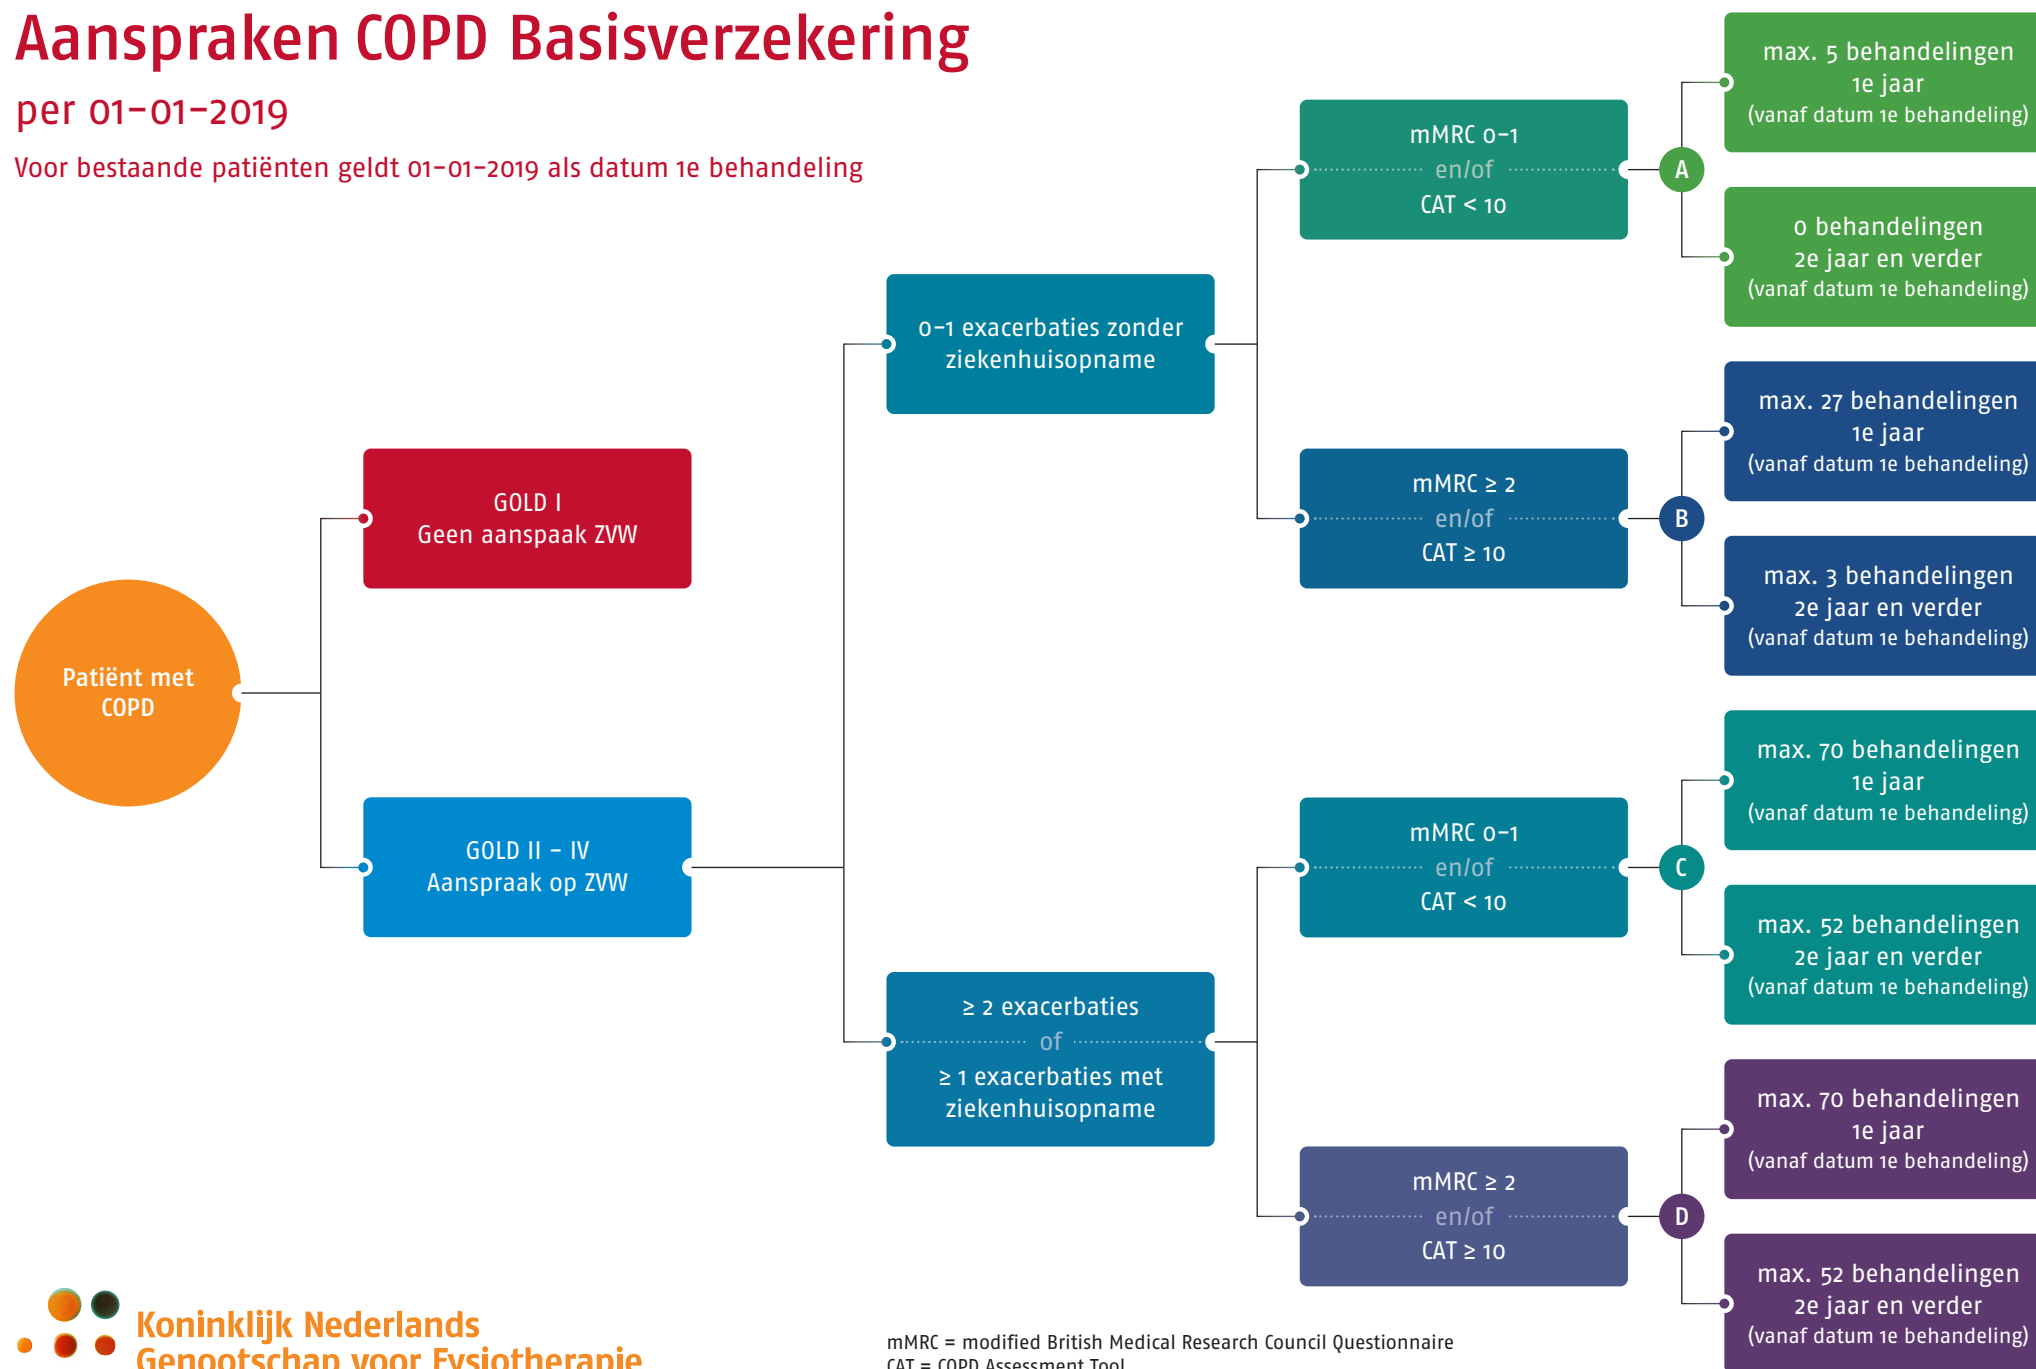 Aanspraken COPD Basisverzekering
per 01-01-2019
Voor bestaande patiënten geldt 01-01-2019 als datum 1e behandeling
Patiënt met
COPD
GOLD I
Geen aanspaak ZVW
GOLD II - IV
Aanspraak op ZVW
0-1 exacerbaties zonder
ziekenhuisopname
≥ 2 exacerbaties
of
≥ 1 exacerbaties met
ziekenhuisopname
mMRC 0-1
en/of
CAT < 10
A
max. 5 behandelingen
1e jaar
(vanaf datum 1e behandeling)
0 behandelingen
2e jaar en verder
(vanaf datum 1e behandeling)
mMRC ≥ 2
en/of
CAT ≥ 10
B
max. 27 behandelingen
1e jaar
(vanaf datum 1e behandeling)
max. 3 behandelingen
2e jaar en verder
(vanaf datum 1e behandeling)
mMRC 0-1
en/of
CAT < 10
C
max. 70 behandelingen
1e jaar
(vanaf datum 1e behandeling)
max. 52 behandelingen
2e jaar en verder
(vanaf datum 1e behandeling)
mMRC ≥ 2
en/of
CAT ≥ 10
D
max. 70 behandelingen
1e jaar
(vanaf datum 1e behandeling)
max. 52 behandelingen
2e jaar en verder
(vanaf datum 1e behandeling)
Koninklijk Nederlands
Genootschap voor Fysiotherapie
mMRC = modified British Medical Research Council Questionnaire
CAT = COPD Assessment Tool